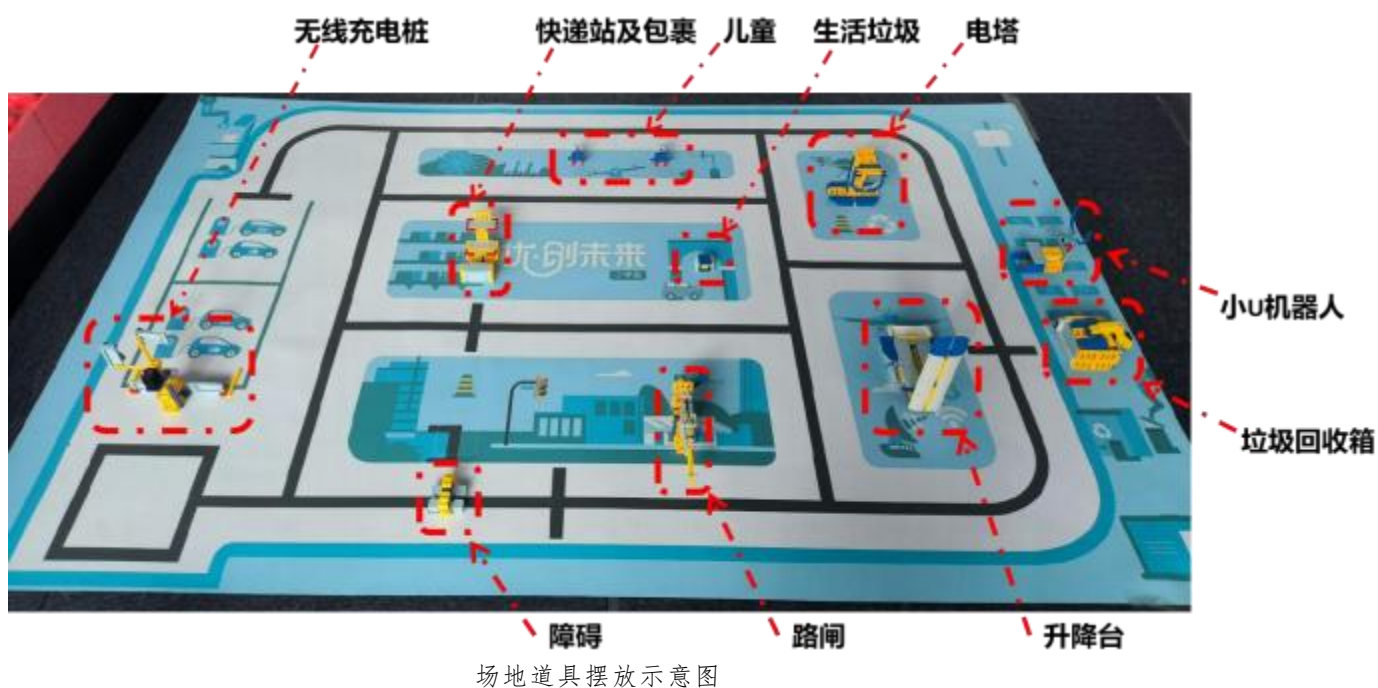 无线充电桩
快递站及包裹
儿童
生活垃圾
电塔
优·创未来
小U机器人
垃圾回收箱
障碍
路闸
升降台
场地道具摆放示意图